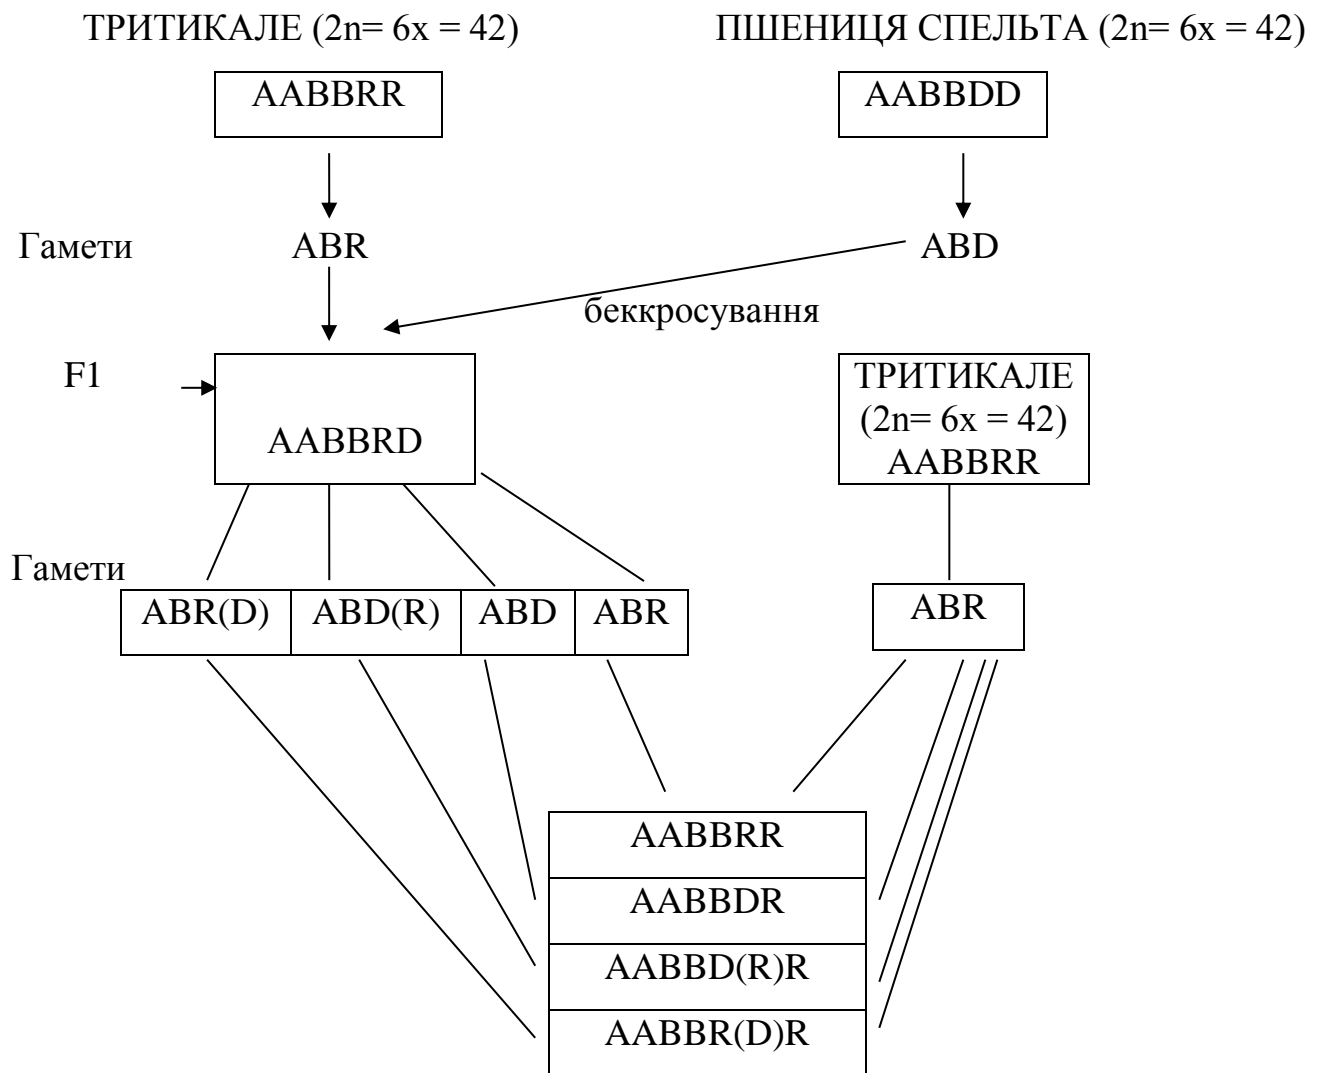 ТРИТИКАЛЕ (2n= 6x = 42)
ПШЕНИЦЯ СПЕЛЬТА (2n= 6x = 42)
AABBRR
AABBDD
Гамети
ABR
ABD
беккросування
F1
AABBRD
ТРИТИКАЛЕ
(2n= 6x = 42)
AABBRR
Гамети
ABR(D)
ABD(R)
ABD
ABR
ABR
AABBRR
AABBDR
AABBD(R)R
AABBR(D)R